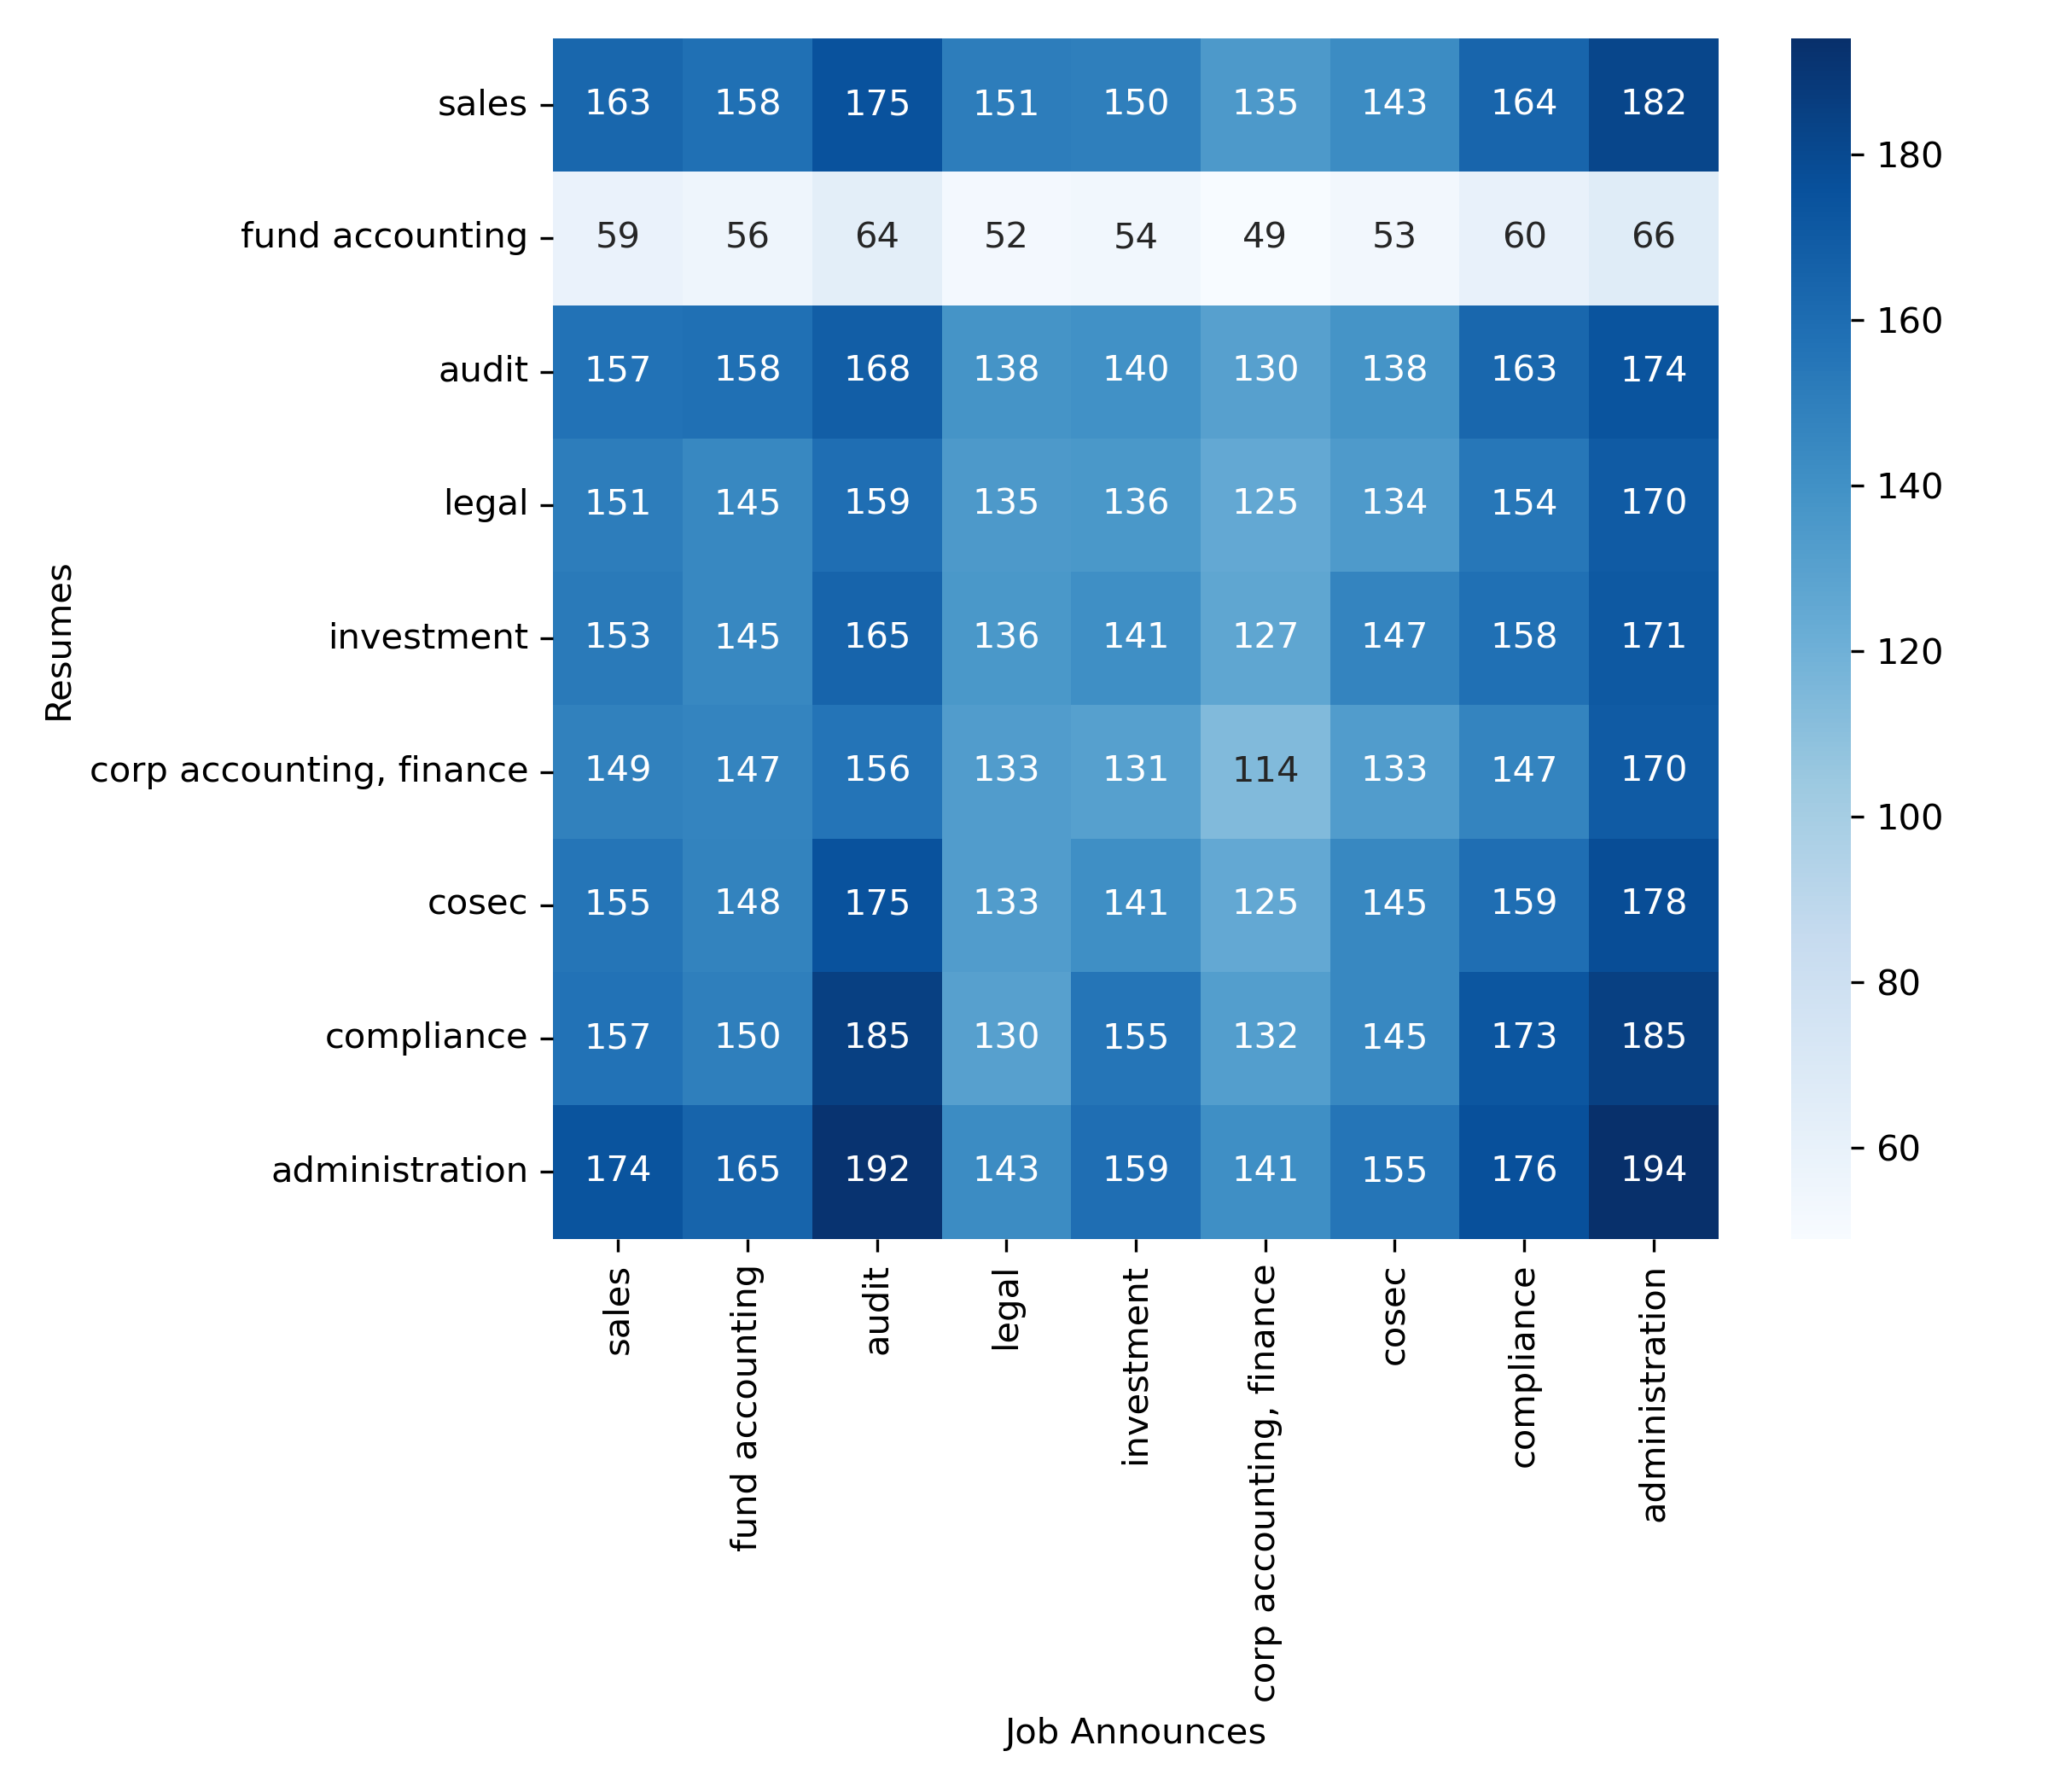 sales 163 158 175 151 150 135 143 164 182
fund accounting 59 56 64 52 54 49 53 60 66
audit 157 158 168 138 140 130 138 163 174
legal 151 145 159 135 136 125 134 154 170
investment 153 145 165 136 141 127 147 158 171
corp accounting, finance 149 147 156 133 131 114 133 147 170
cosec 155 148 175 133 141 125 145 159 178
compliance 157 150 185 130 155 132 145 173 185
administration 174 165 192 143 159 141 155 176 194
Resumes
sales
fund accounting
audit
legal
investment
corp accounting, finance
cosec
compliance
administration
Job Announces
180
160
140
120
100
80
60